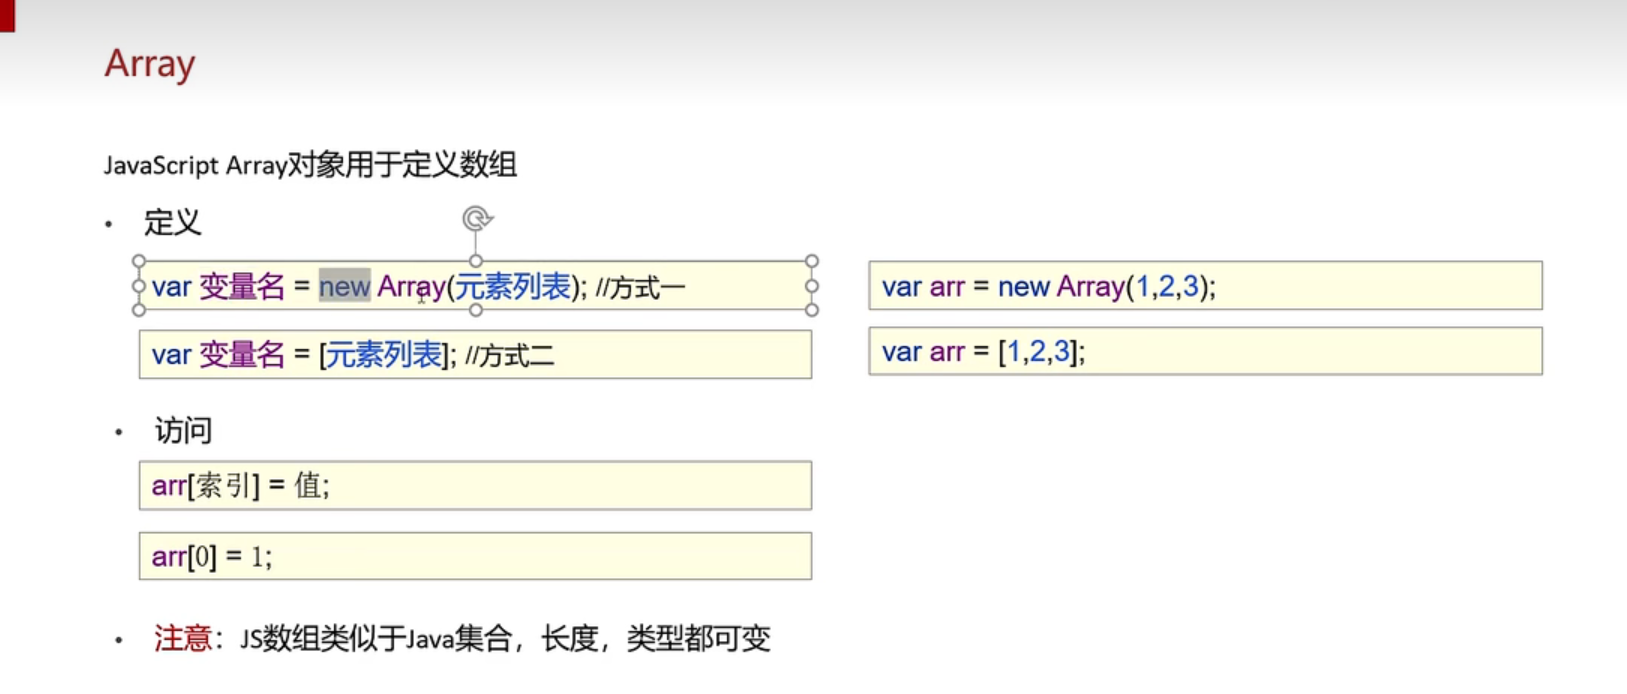 Array
JavaScript Array对象用于定义数组
• 定义
var 变量名 = new Array(元素列表); //方式一
var arr = new Array(1,2,3);
var 变量名 = [元素列表]; //方式二
var arr = [1,2,3];
• 访问
arr[索引] = 值;
arr[0] = 1;
• 注意：JS数组类似于Java集合，长度，类型都可变